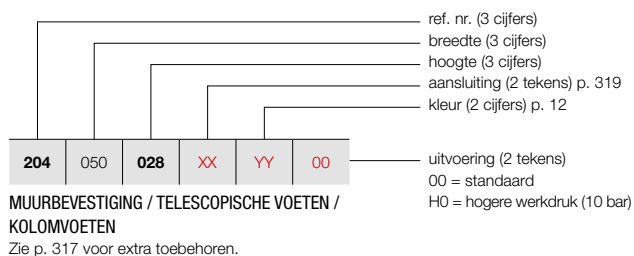 ref. nr. (3 cijfers)
breedte (3 cijfers)
hoogte (3 cijfers)
aansluiting (2 tekens) p. 319
kleur (2 cijfers) p. 12
204 050 028 XX YY 00
uitvoering (2 tekens)
00 = standaard
H0 = hogere werkdruk (10 bar)
MUURBEVESTIGING / TELESCOPISCHE VOETEN /
KOLOMVOETEN
Zie p. 317 voor extra toebehoren.